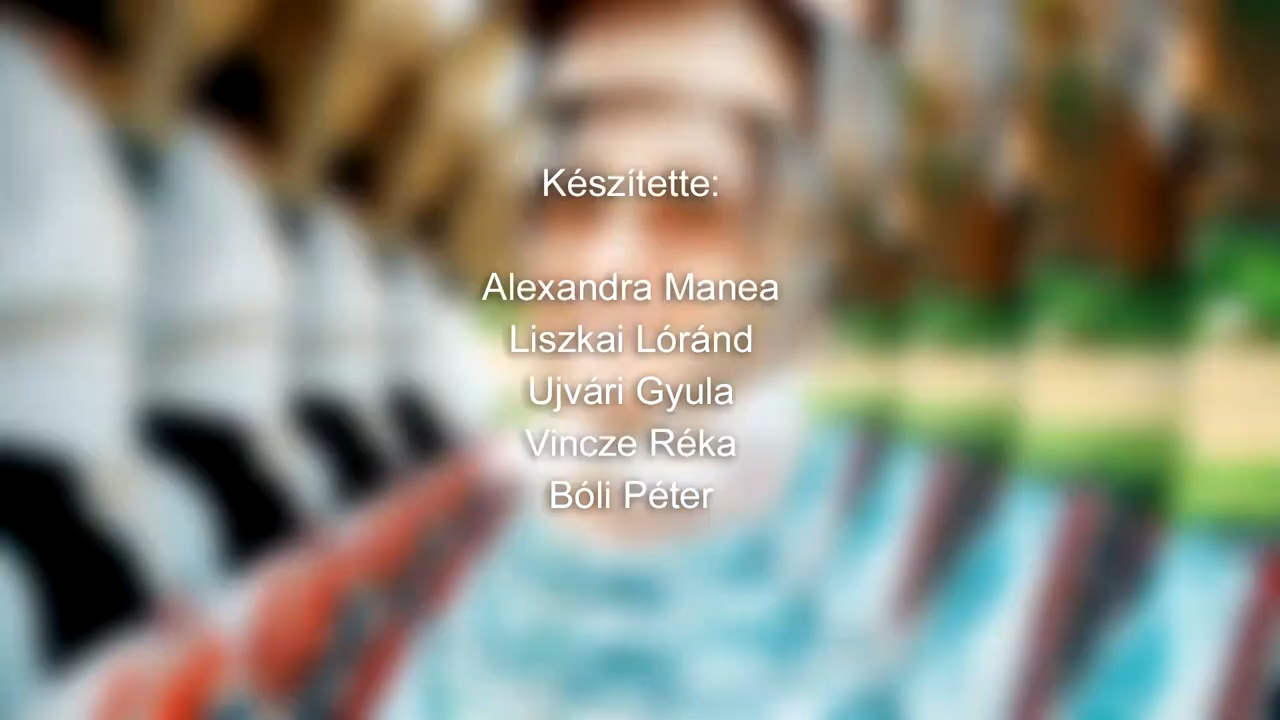 Készítette:
Alexandra Manea
Liszkai Lóránd
Ujvári Gyula
Vincze Réka
Bóli Péter